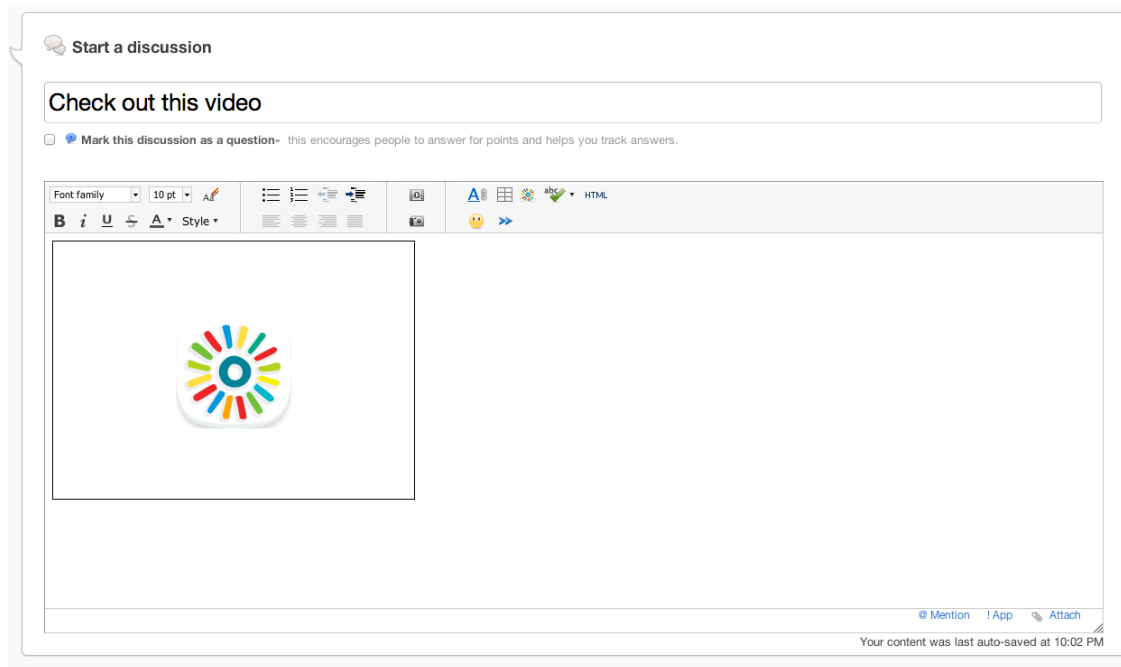 Start a discussion
Check out this video
Mark this discussion as a question- this encourages people to answer for points and helps you track answers.
Font family 10 pt HTML
B i U S A Style
@ Mention ! App Attach
Your content was last auto-saved at 10:02 PM